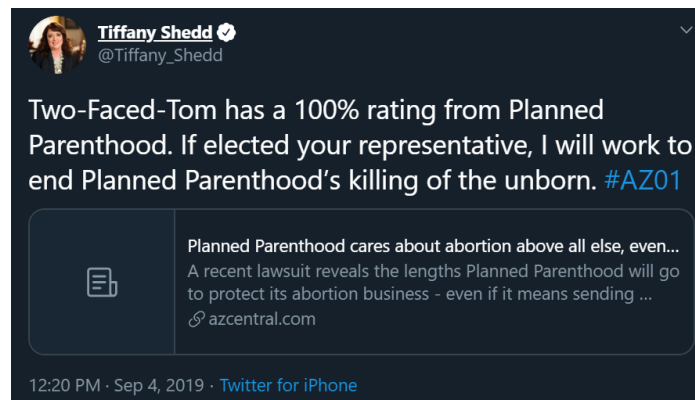 Tiffany Shedd
@Tiffany_Shedd
Two-Faced-Tom has a 100% rating from Planned
Parenthood. If elected your representative, I will work to
end Planned Parenthood’s killing of the unborn. #AZ01
Planned Parenthood cares about abortion above all else, even...
A recent lawsuit reveals the lengths Planned Parenthood will go
to protect its abortion business - even if it means sending ...
azcentral.com
12:20 PM · Sep 4, 2019 · Twitter for iPhone